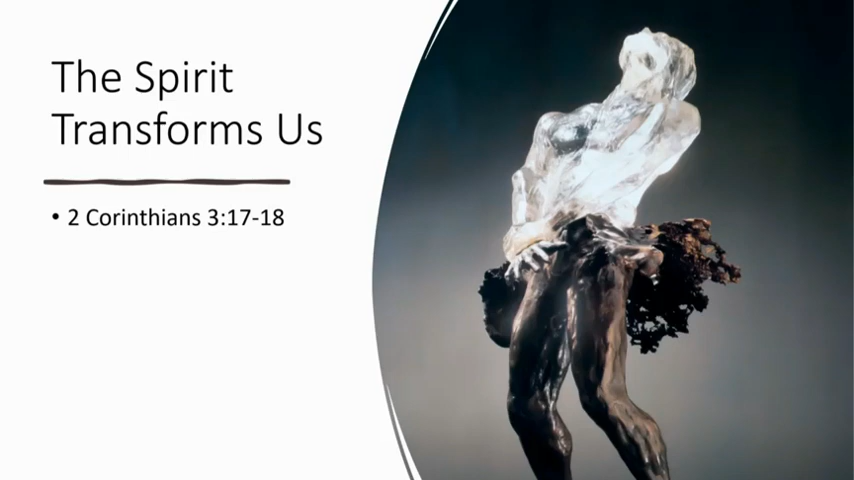 The Spirit
Transforms Us
• 2 Corinthians 3:17-18